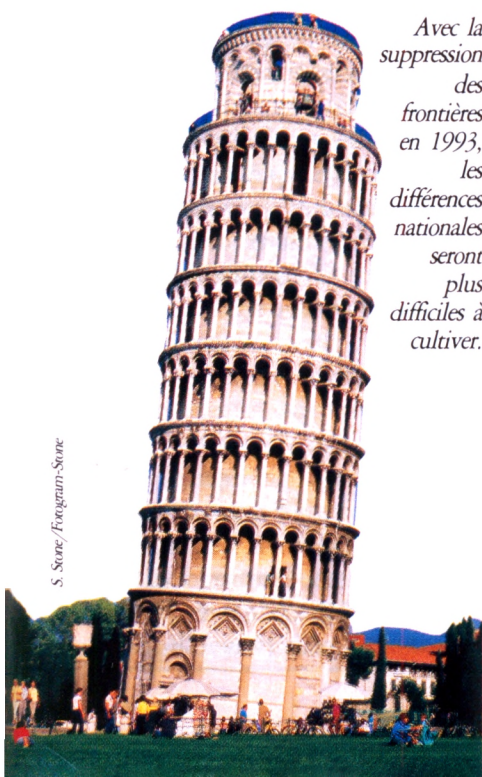 Avec la
suppression
des
frontières
en 1993,
les
différences
nationales
seront
plus
difficiles à
cultiver.
S. Stone/Fotogram-Stone